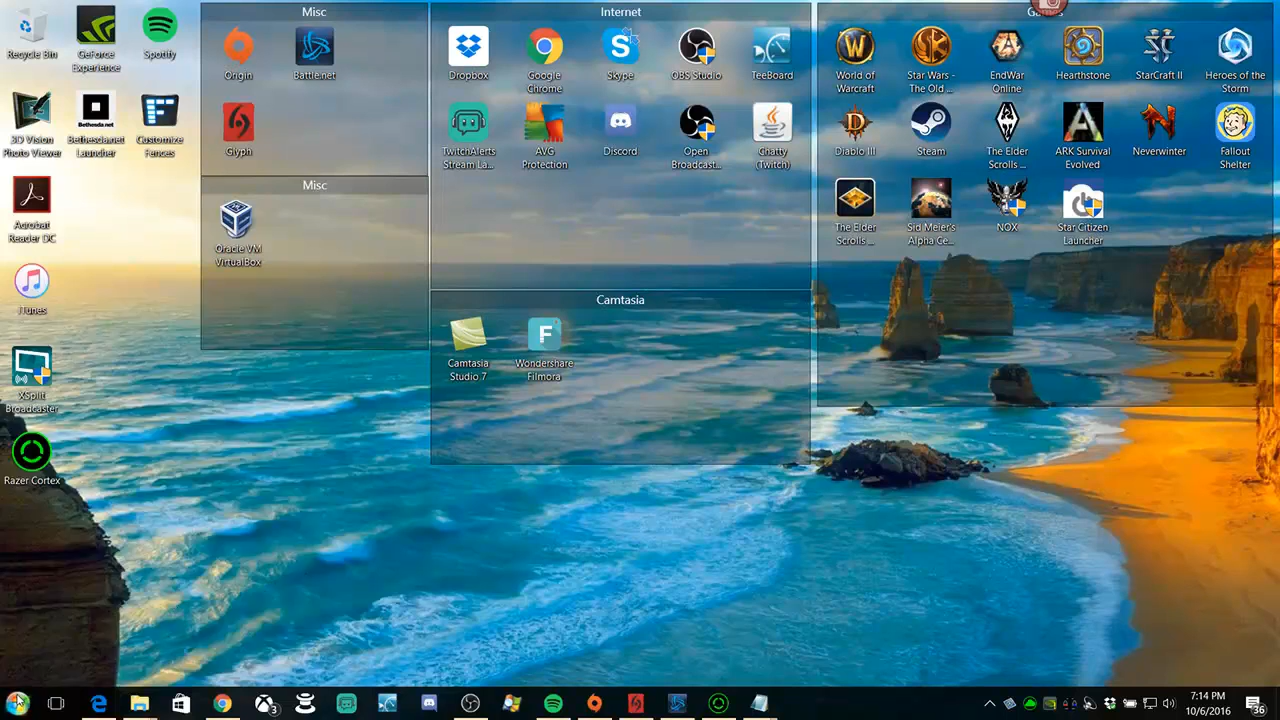 Recycle Bin
GeForce
Experience
Spotify
3D Vision
Photo Viewer
Bethesda.net
Bethesda.net
Launcher
Customize
Fences
Acrobat
Reader DC
iTunes
XSplit
Broadcaster
Razer Cortex
Misc
Origin
Battle.net
Glyph
Misc
Oracle VM
VirtualBox
Internet
Dropbox
Google
Chrome
Skype
OBS Studio
TeeBoard
TwitchAlerts
Stream La...
AVG
Protection
Discord
Open
Broadcast...
Chatty
(Twitch)
Camtasia
Camtasia
Studio 7
Wondershare
Filmora
World of
Warcraft
Star Wars -
The Old ...
EndWar
Online
Hearthstone
StarCraft II
Heroes of the
Storm
Diablo III
Steam
The Elder
Scrolls ...
ARK Survival
Evolved
Neverwinter
Fallout
Shelter
The Elder
Scrolls ...
Sid Meier's
Alpha Ce...
NOX
Star Citizen
Launcher
3
7:14 PM
10/6/2016
36